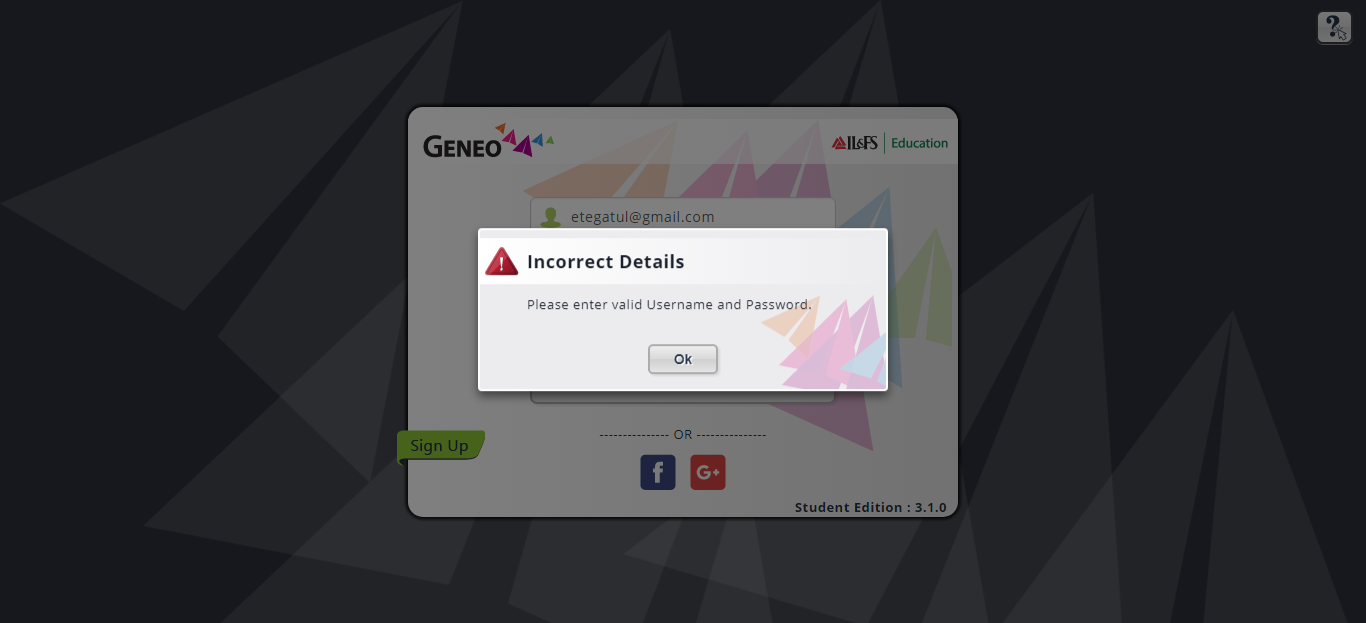 ?
GENEO
IL&FS Education
etegatul@gmail.com
Incorrect Details
Please enter valid Username and Password.
Ok
-------------- OR --------------
Sign Up
f G+
Student Edition : 3.1.0